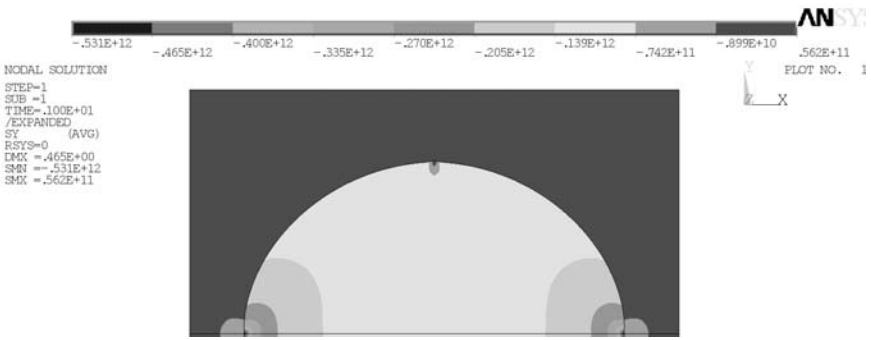 ANSYS
-.531E+12 -.465E+12 -.400E+12 -.335E+12 -.270E+12 -.205E+12 -.139E+12 -.742E+11 -.899E+10 .562E+11
NODAL SOLUTION
STEP=1
SUB =1
TIME=.100E+01
/EXPANDED
SY (AVG)
RSYS=0
DMX =.465E+00
SMN =-.531E+12
SMX =.562E+11
PLOT NO. 1
Y
Z X